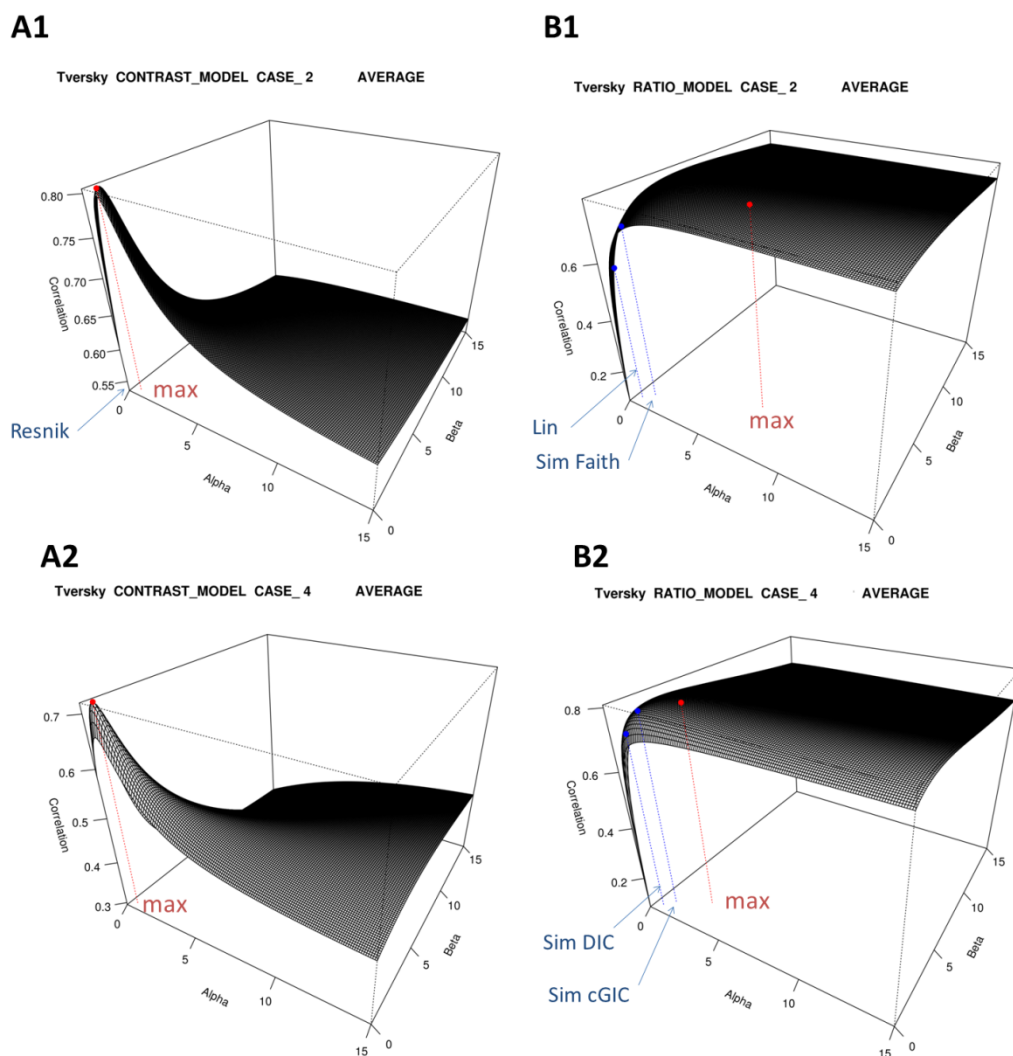 A1
Tversky CONTRAST_MODEL CASE_ 2 AVERAGE
0.80
0.75
0.70
0.65
0.60
0.55
Correlation
0
5
10
15
Alpha
0
5
10
15
Beta
max
Resnik
B1
Tversky RATIO_MODEL CASE_ 2 AVERAGE
0.6
0.4
0.2
Correlation
0
5
10
15
Alpha
0
5
10
15
Beta
Lin
Sim Faith
max
A2
Tversky CONTRAST_MODEL CASE_ 4 AVERAGE
0.7
0.6
0.5
0.4
0.3
Correlation
0
5
10
15
Alpha
0
5
10
15
Beta
max
B2
Tversky RATIO_MODEL CASE_ 4 AVERAGE
0.8
0.6
0.4
0.2
Correlation
0
5
10
15
Alpha
0
5
10
15
Beta
Sim DIC
Sim cGIC
max